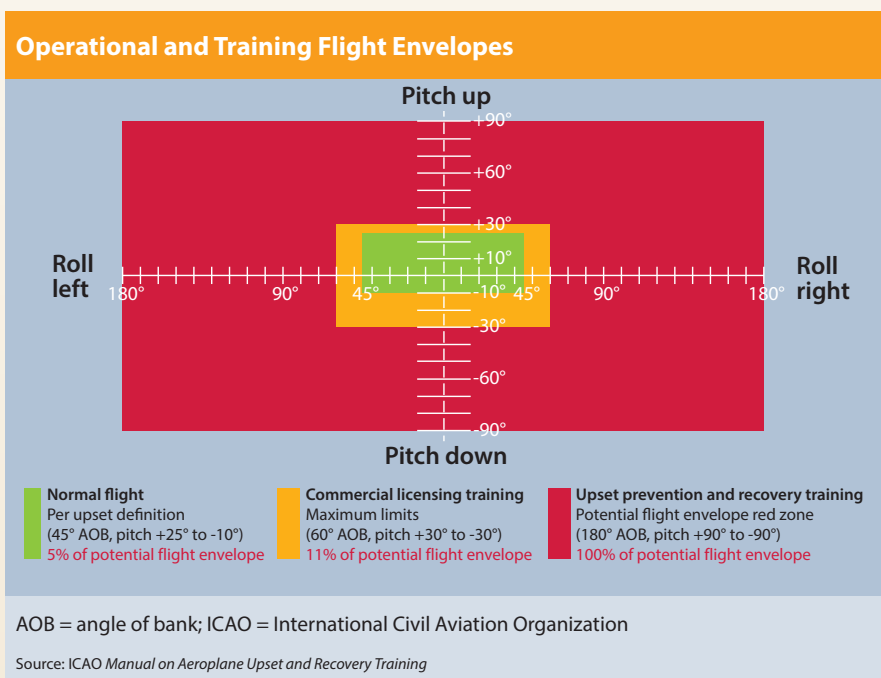 Operational and Training Flight Envelopes
Pitch up
+90°
+60°
+30°
+10°
Roll
left
Roll
right
180°
90°
45°
-10°
45°
90°
180°
-30°
-60°
-90°
Pitch down
Normal flight
Per upset definition
(45° AOB, pitch +25° to -10°)
5% of potential flight envelope
Commercial licensing training
Maximum limits
(60° AOB, pitch +30° to -30°)
11% of potential flight envelope
Upset prevention and recovery training
Potential flight envelope red zone
(180° AOB, pitch +90° to -90°)
100% of potential flight envelope
AOB = angle of bank; ICAO = International Civil Aviation Organization
Source: ICAO Manual on Aeroplane Upset and Recovery Training